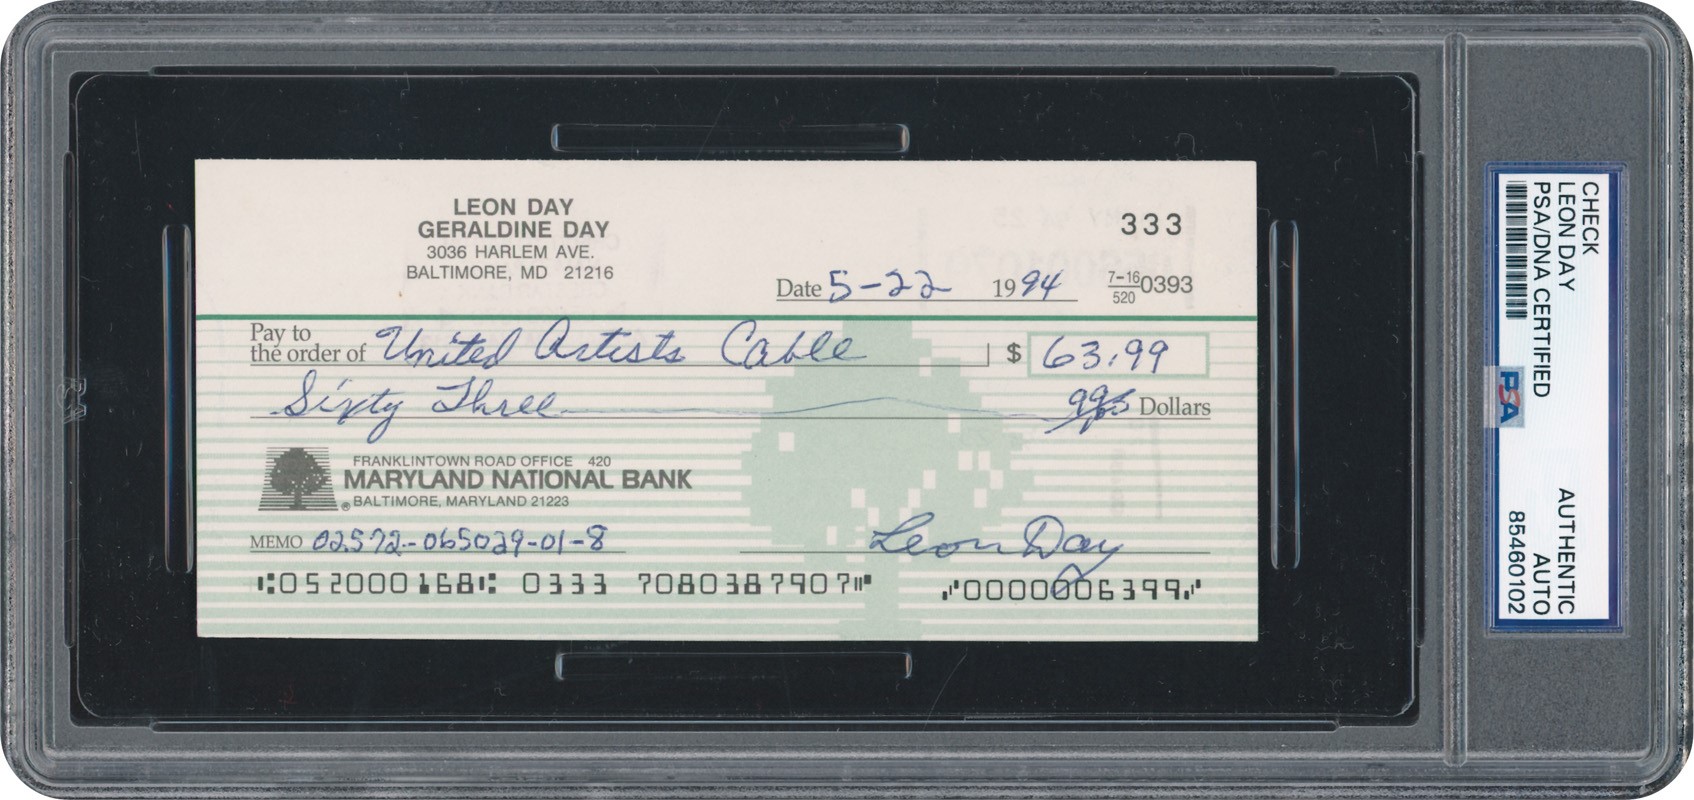 LEON DAY
GERALDINE DAY
3036 HARLEM AVE.
BALTIMORE, MD 21216
333
Date 5-22 1994
7-16/520 0393
Pay to
the order of United Artists Cable $ 63.99
Sixty Three Dollars
FRANKLINTOWN ROAD OFFICE 420
MARYLAND NATIONAL BANK
® BALTIMORE, MARYLAND 21223
MEMO 02572-065029-01-8 Leon Day
⑆052000168⑆ 0333 7080387907⑈ ⑇0000006399⑇
CHECK
LEON DAY
PSA/DNA CERTIFIED
PSA
AUTHENTIC
AUTO
85460102